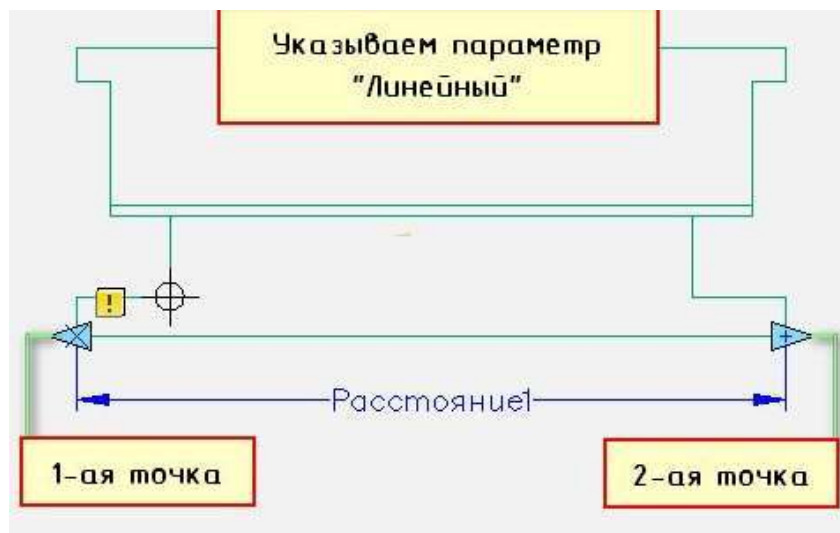 Указываем параметр
"Линейный"
!
Расстояние1
1-ая точка
2-ая точка